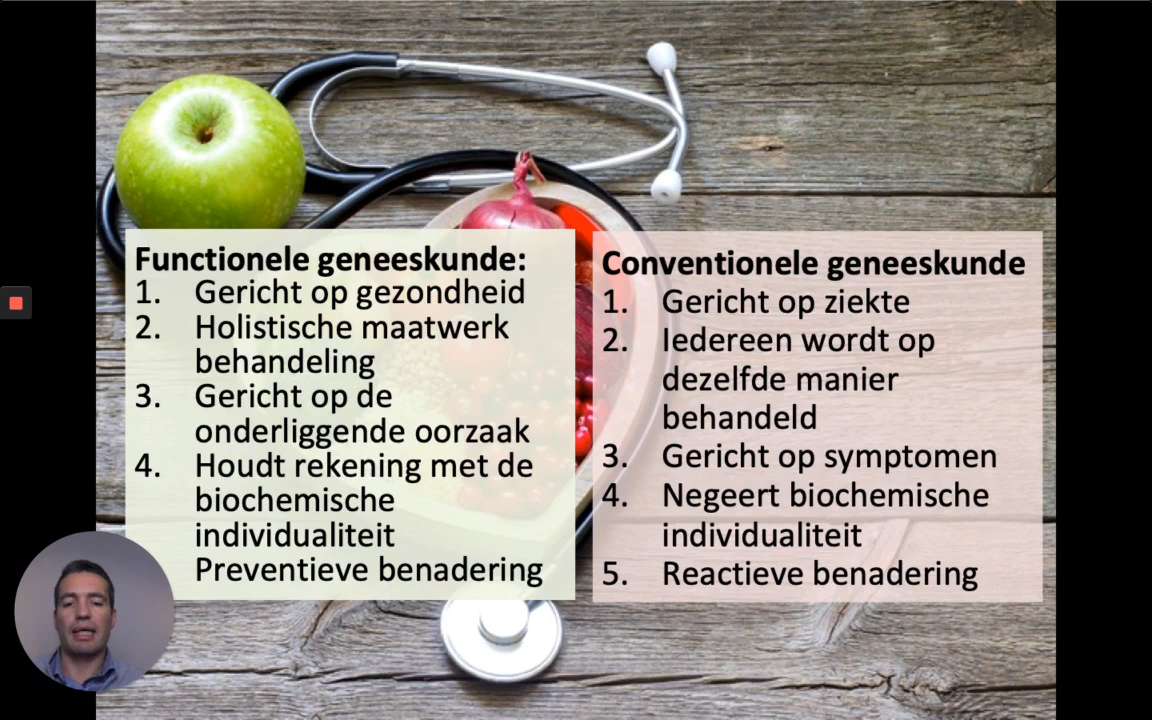 Functionele geneeskunde:
1. Gericht op gezondheid
2. Holistische maatwerk
behandeling
3. Gericht op de
onderliggende oorzaak
4. Houdt rekening met de
biochemische
individualiteit
Preventieve benadering
Conventionele geneeskunde
1. Gericht op ziekte
2. Iedereen wordt op
dezelfde manier
behandeld
3. Gericht op symptomen
4. Negeert biochemische
individualiteit
5. Reactieve benadering